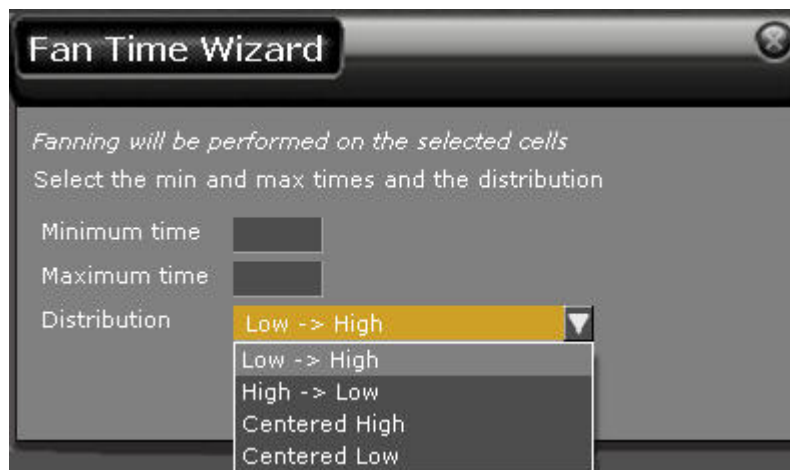 Fan Time Wizard
Fanning will be performed on the selected cells
Select the min and max times and the distribution
Minimum time
Maximum time
Distribution
Low -> High
Low -> High
High -> Low
Centered High
Centered Low